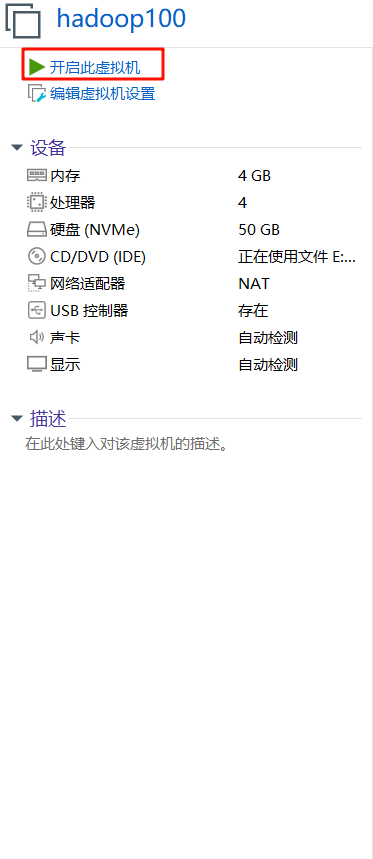 hadoop100
开启此虚拟机
编辑虚拟机设置
设备
内存 4 GB
处理器 4
硬盘 (NVMe) 50 GB
CD/DVD (IDE) 正在使用文件 E:...
网络适配器 NAT
USB 控制器 存在
声卡 自动检测
显示 自动检测
描述
在此处键入对该虚拟机的描述。